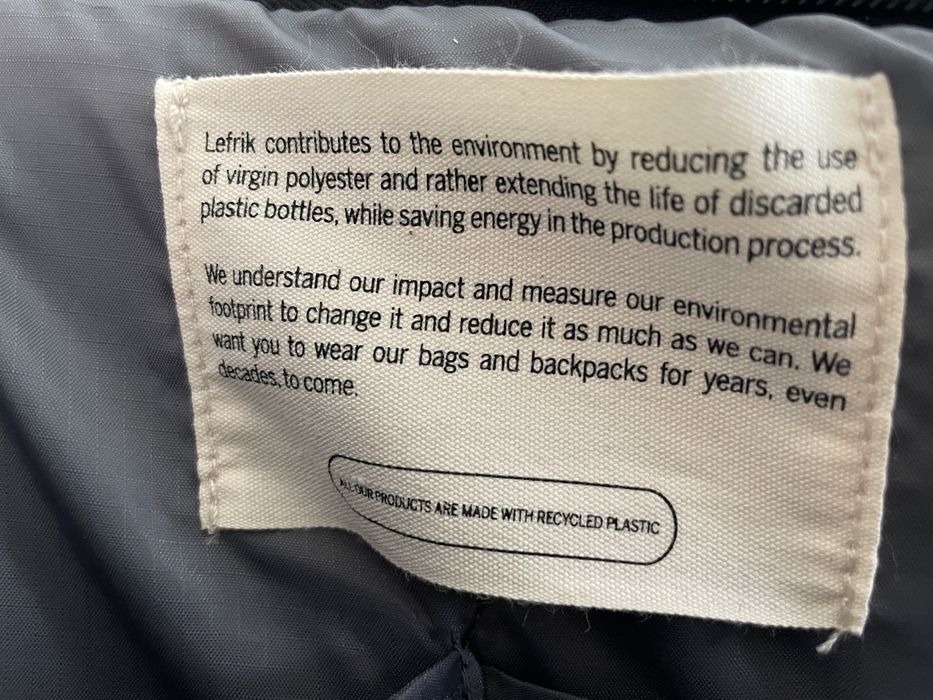 Lefrik contributes to the environment by reducing the use
of virgin polyester and rather extending the life of discarded
plastic bottles, while saving energy in the production process.
We understand our impact and measure our environmental
footprint to change it and reduce it as much as we can. We
want you to wear our bags and backpacks for years, even
decades, to come.
ALL OUR PRODUCTS ARE MADE WITH RECYCLED PLASTIC